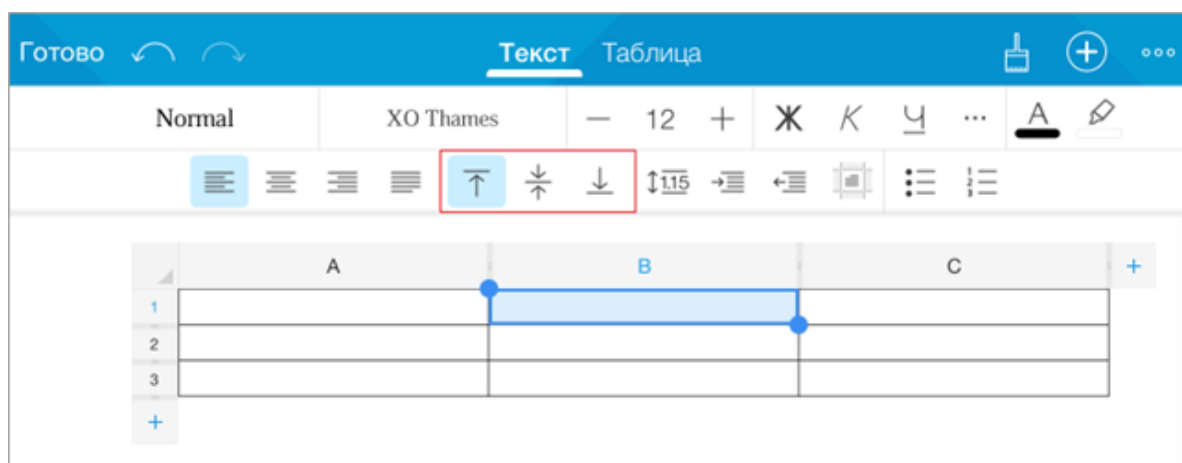 Готово Текст Таблица
Normal XO Thames — 12 + Ж К Ч ... A
1.15
A B C +
1
2
3
+